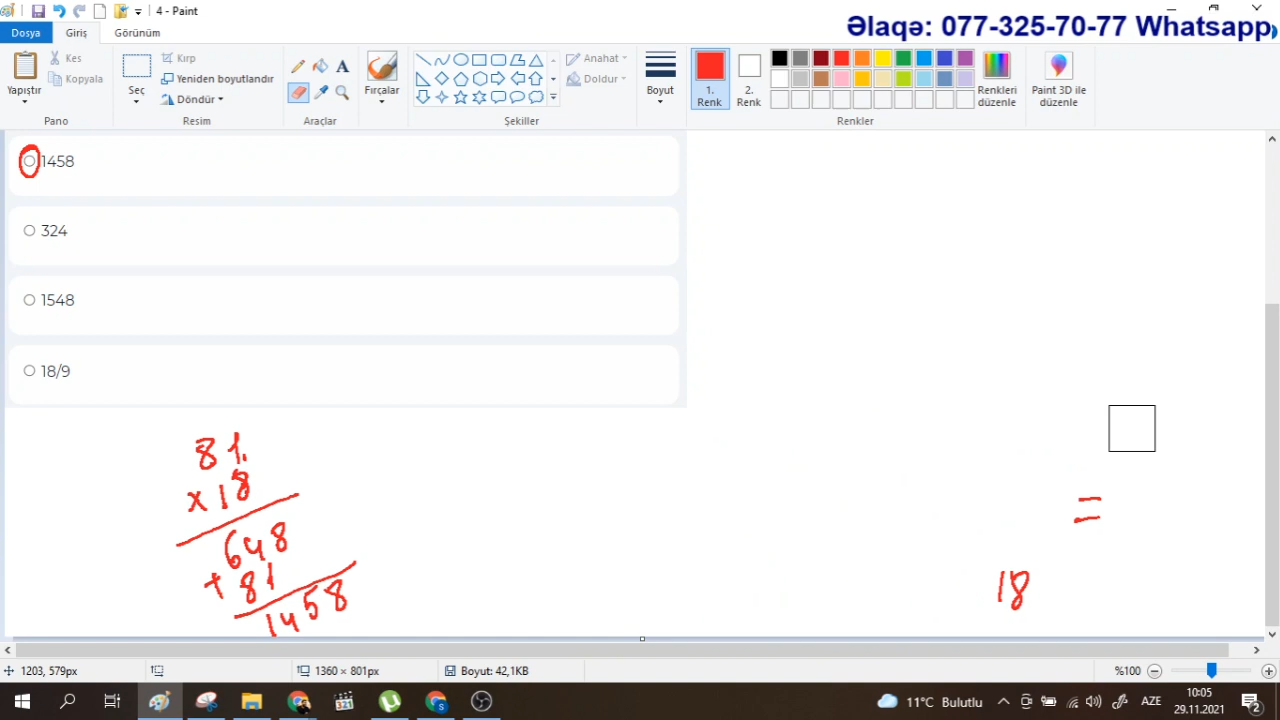 4 - Paint
Əlaqə: 077-325-70-77 Whatsapp
Dosya Giriş Görünüm
Yapıştır
Kes
Kopyala
Pano
Seç
Kırp
Yeniden boyutlandır
Döndür
Resim
A
Araçlar
Fırçalar
Anahat
Doldur
Şekiller
Boyut
1. Renk
2. Renk
Renkleri düzenle
Renkler
Paint 3D ile düzenle
1458
324
1548
18/9
81.
x18
648
+81
1458
=
18
1203, 579px
1360 × 801px
Boyut: 42,1KB
%100
321
11°C Bulutlu
AZE
10:05
29.11.2021
2